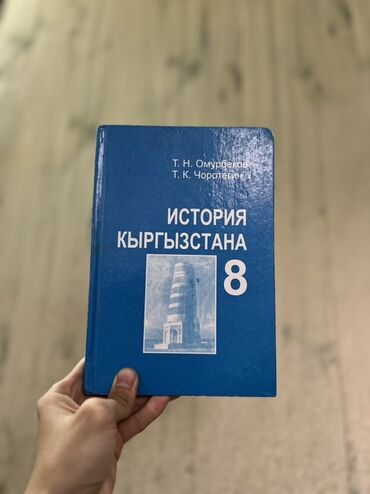 Т. Н. Омурбеков
Т. К. Чоротегин
ИСТОРИЯ
КЫРГЫЗСТАНА
8